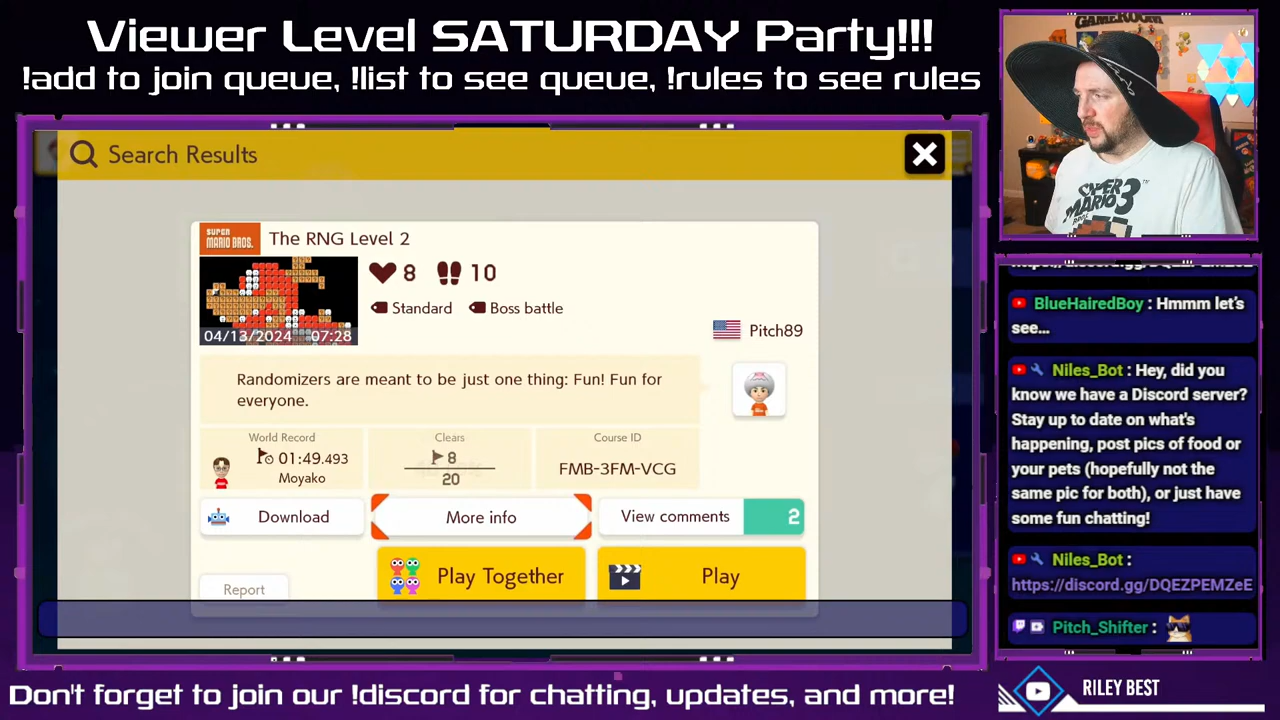 Viewer Level SATURDAY Party!!!
!add to join queue, !list to see queue, !rules to see rules
Search Results
SUPER
MARIO BROS.
The RNG Level 2
8
10
Standard
Boss battle
04/13/2024 07:28
Pitch89
Randomizers are meant to be just one thing: Fun! Fun for
everyone.
World Record
01:49.493
Moyako
Clears
8
20
Course ID
FMB-3FM-VCG
Download
More info
View comments
2
Report
Play Together
Play
Don't forget to join our !discord for chatting, updates, and more!
GAMEROOM
SUPER
MARIO
BROS.
3
BlueHairedBoy : Hmmm let's
see...
Niles_Bot : Hey, did you
know we have a Discord server?
Stay up to date on what's
happening, post pics of food or
your pets (hopefully not the
same pic for both), or just have
some fun chatting!
Niles_Bot :
https://discord.gg/DQEZPEMZeE
Pitch_Shifter :
RILEY BEST